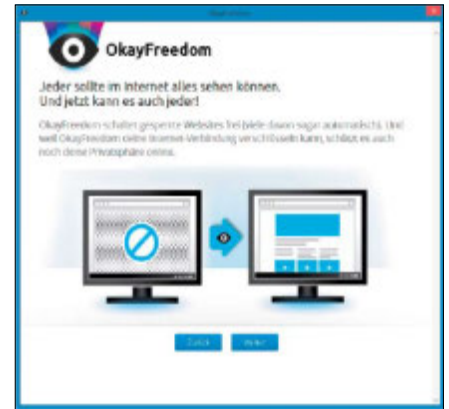 OkayFreedom
Jeder sollte im Internet alles sehen können.
Und jetzt kann es auch jeder!
OkayFreedom schaltet gesperrte Websites frei (viele davon sogar automatisch). Und
weil OkayFreedom deine Internet-Verbindung verschlüsseln kann, schützt es auch
noch deine Privatsphäre online.
Zurück
Weiter